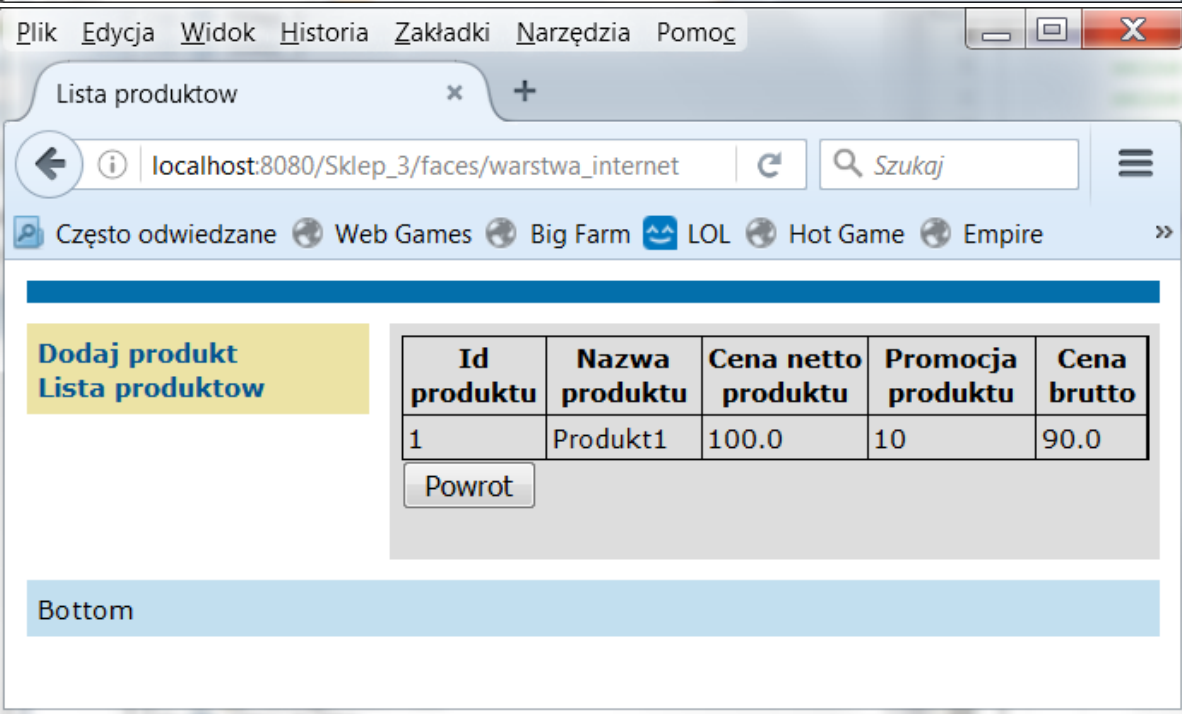 Plik Edycja Widok Historia Zakładki Narzędzia Pomoc
Lista produktow
localhost:8080/Sklep_3/faces/warstwa_internet
Szukaj
Często odwiedzane Web Games Big Farm LOL Hot Game Empire
Dodaj produkt
Lista produktow
Id produktu Nazwa produktu Cena netto produktu Promocja produktu Cena brutto
1 Produkt1 100.0 10 90.0
Powrot
Bottom